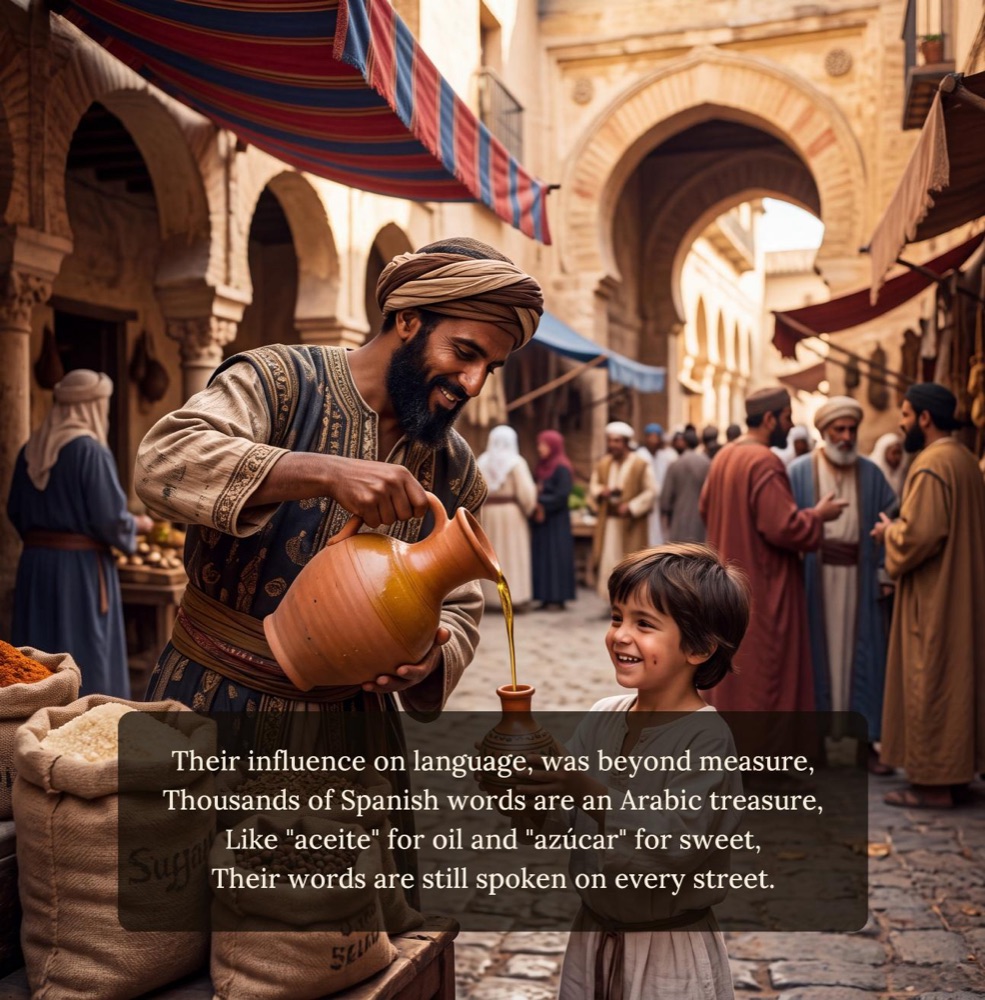 Their influence on language, was beyond measure,
Thousands of Spanish words are an Arabic treasure,
Like "aceite" for oil and "azúcar" for sweet,
Their words are still spoken on every street.
Sugar